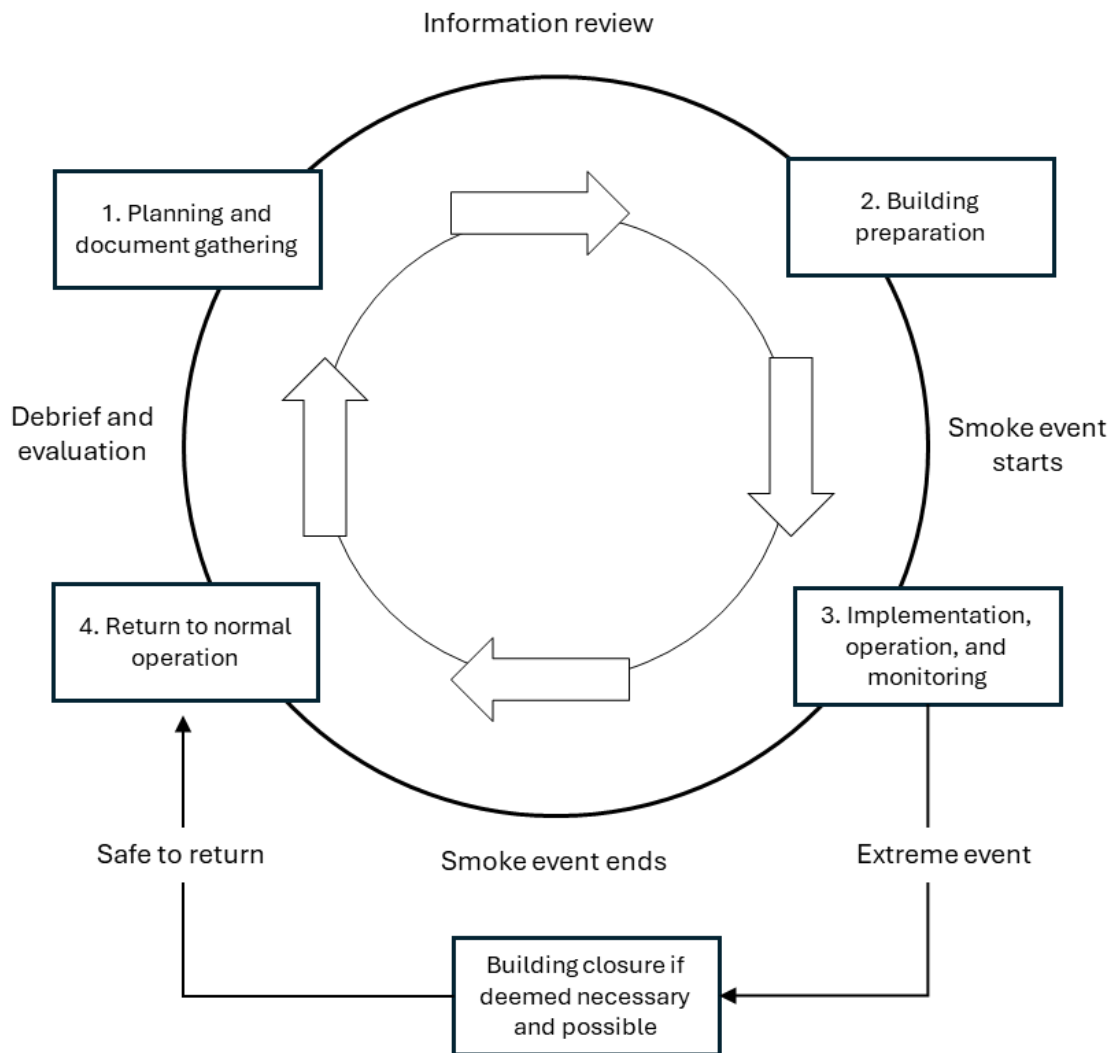 Information review
1. Planning and
document gathering
2. Building
preparation
Debrief and
evaluation
Smoke event
starts
4. Return to normal
operation
3. Implementation,
operation, and
monitoring
Safe to return
Smoke event ends
Extreme event
Building closure if
deemed necessary
and possible